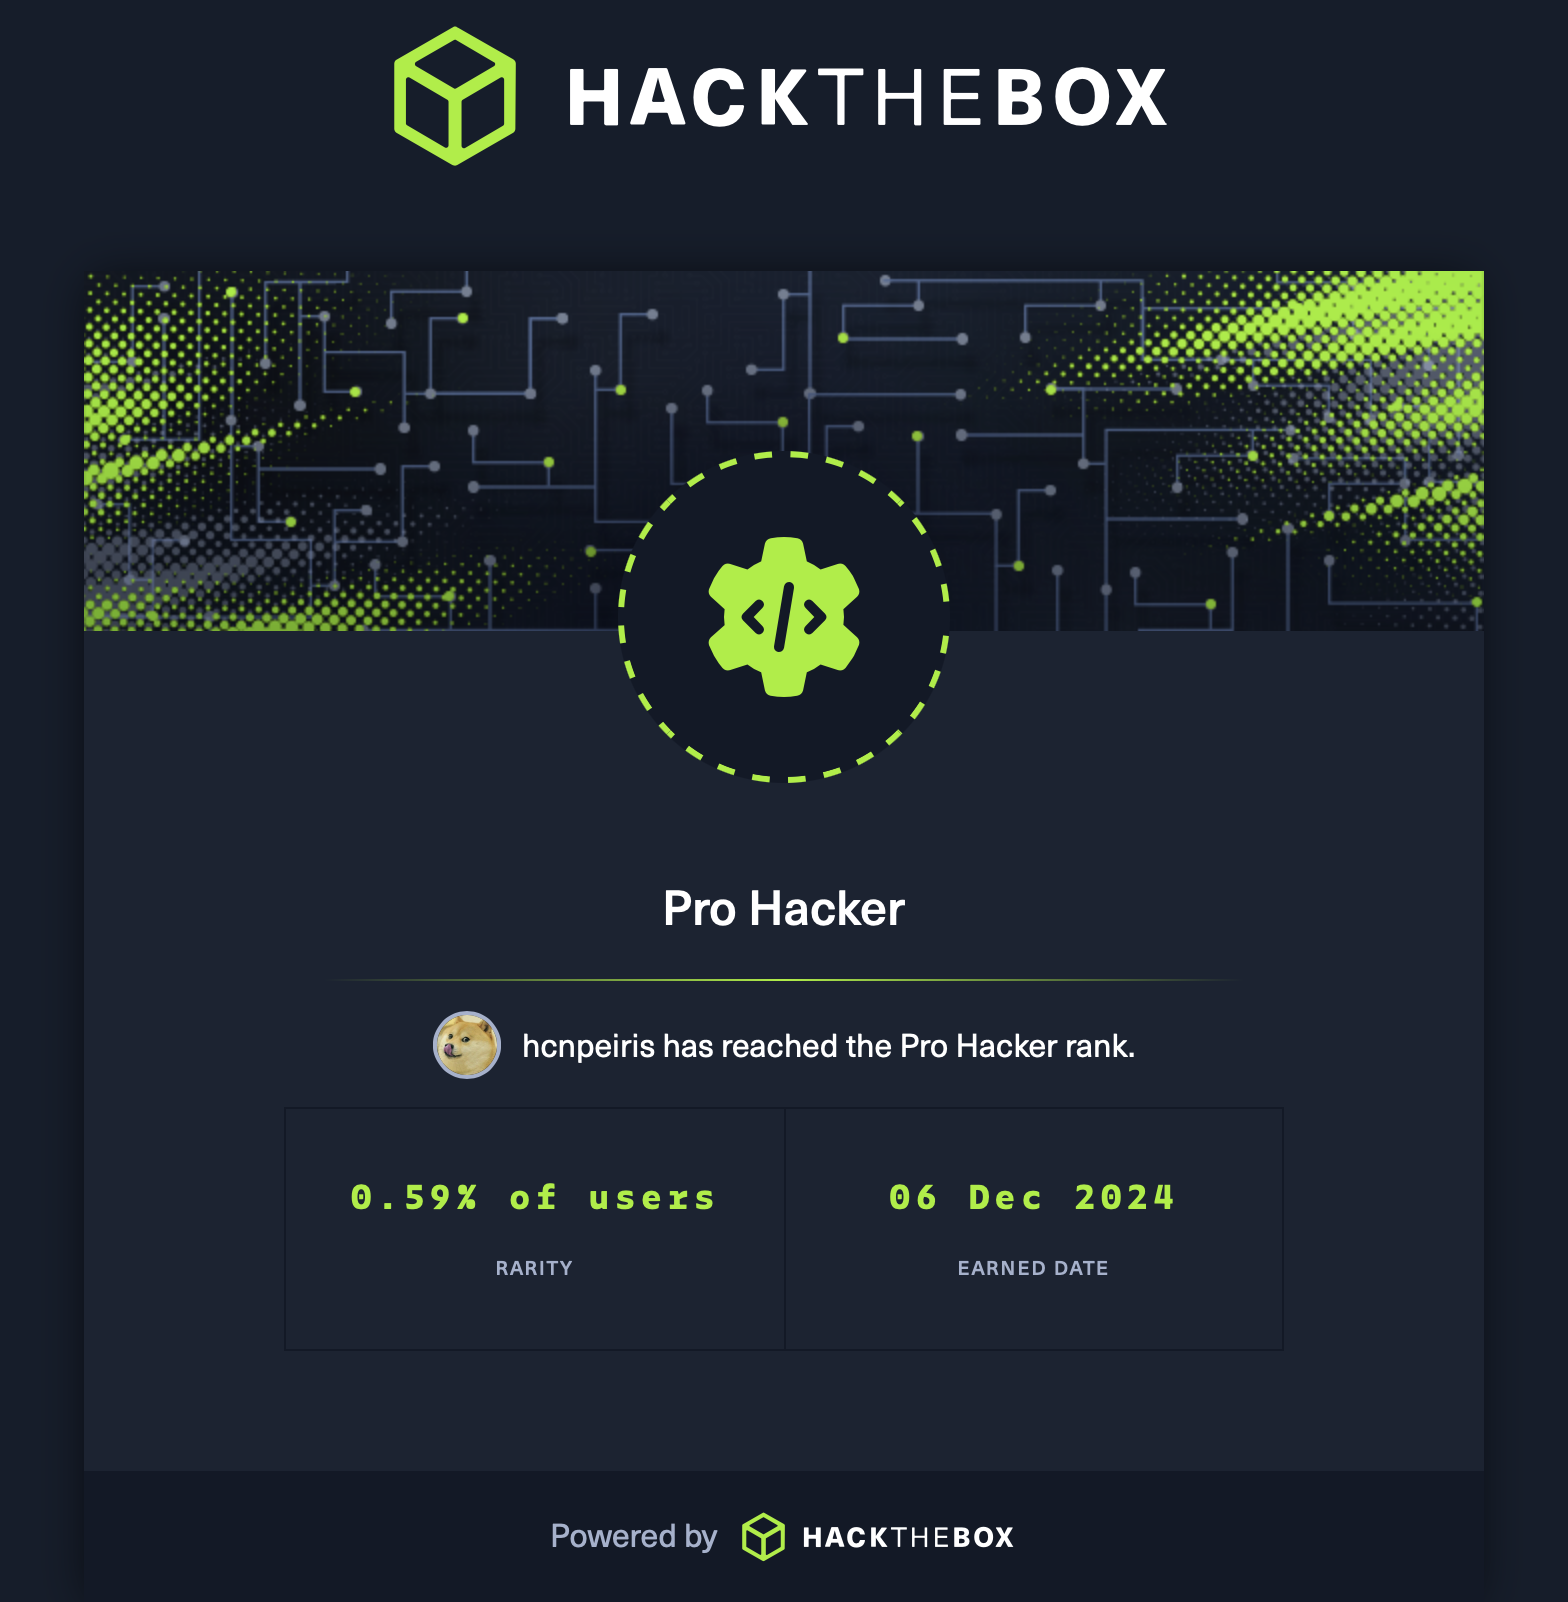 HACKTHEBOX
Pro Hacker
hcnpeiris has reached the Pro Hacker rank.
0.59% of users
RARITY
06 Dec 2024
EARNED DATE
Powered by HACKTHEBOX